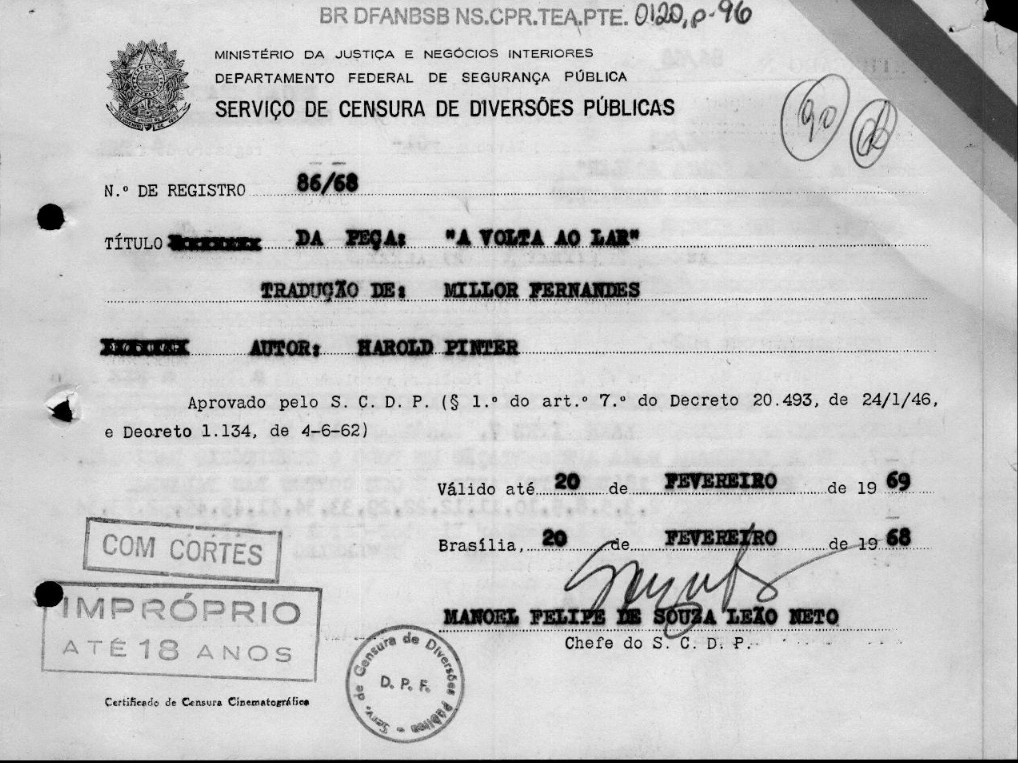 BR DFANBSB NS.CPR.TEA.PTE. 0120, p. 96
MINISTÉRIO DA JUSTIÇA E NEGÓCIOS INTERIORES
DEPARTAMENTO FEDERAL DE SEGURANÇA PÚBLICA
SERVIÇO DE CENSURA DE DIVERSÕES PÚBLICAS
90
N.º DE REGISTRO 86/68
TÍTULO DA PEÇA: "A VOLTA AO LAR"
TRADUÇÃO DE: MILLOR FERNANDES
AUTOR: HAROLD PINTER
Aprovado pelo S. C. D. P. (§ 1.º do art.º 7.º do Decreto 20.493, de 24/1/46,
e Decreto 1.134, de 4-6-62)
Válido até 20 de FEVEREIRO de 1969
Brasília, 20 de FEVEREIRO de 1968
COM CORTES
IMPRÓPRIO
ATÉ 18 ANOS
MANOEL FELIPE DE SOUZA LEÃO NETO
Chefe do S. C. D. P.
Serv. de Censura de Diversões Pública
D. P. F.
Certificado de Censura Cinematográfica